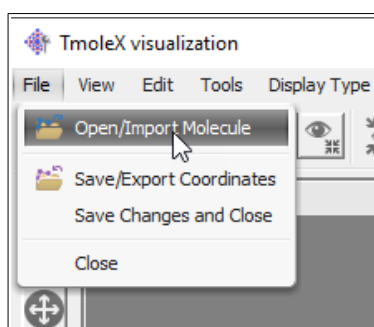 TmoleX visualization
File View Edit Tools Display Type
Open/Import Molecule
Save/Export Coordinates
Save Changes and Close
Close